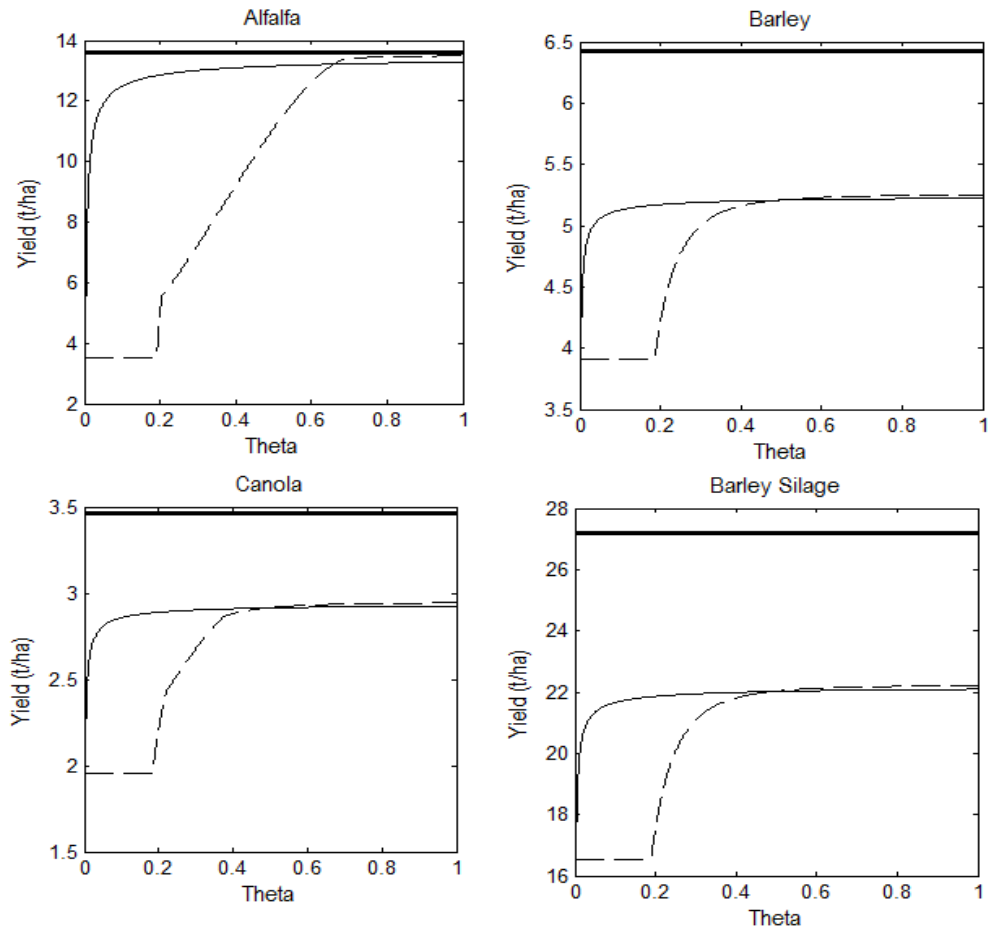 Alfalfa
14
12
10
8
6
4
2
Yield (t/ha)
0 0.2 0.4 0.6 0.8 1
Theta
Barley
6.5
6
5.5
5
4.5
4
3.5
Yield (t/ha)
0 0.2 0.4 0.6 0.8 1
Theta
Canola
3.5
3
2.5
2
1.5
Yield (t/ha)
0 0.2 0.4 0.6 0.8 1
Theta
Barley Silage
28
26
24
22
20
18
16
Yield (t/ha)
0 0.2 0.4 0.6 0.8 1
Theta